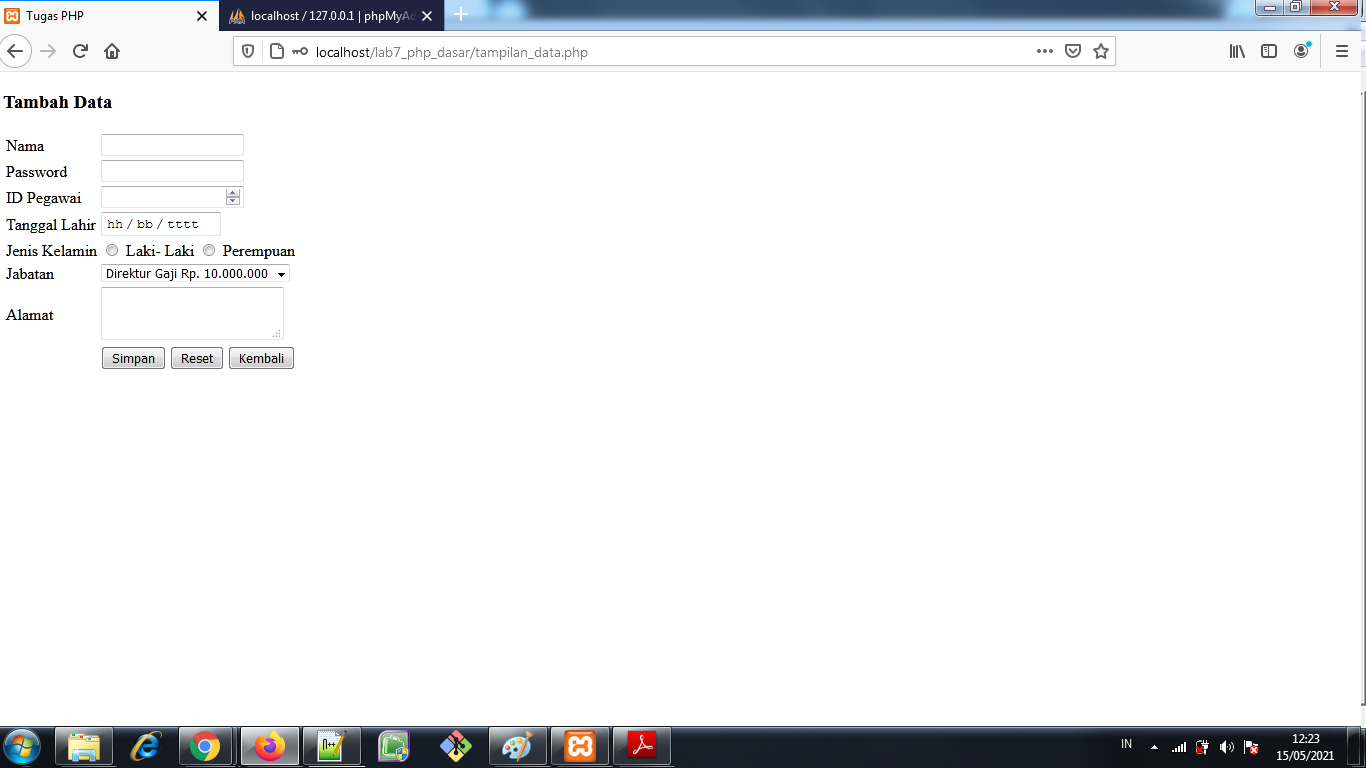 Tugas PHP
localhost / 127.0.0.1 | phpMyAd
localhost/lab7_php_dasar/tampilan_data.php
Tambah Data
Nama
Password
ID Pegawai
Tanggal Lahir hh / bb / tttt
Jenis Kelamin Laki- Laki Perempuan
Jabatan Direktur Gaji Rp. 10.000.000
Alamat
Simpan Reset Kembali
IN
12:23
15/05/2021